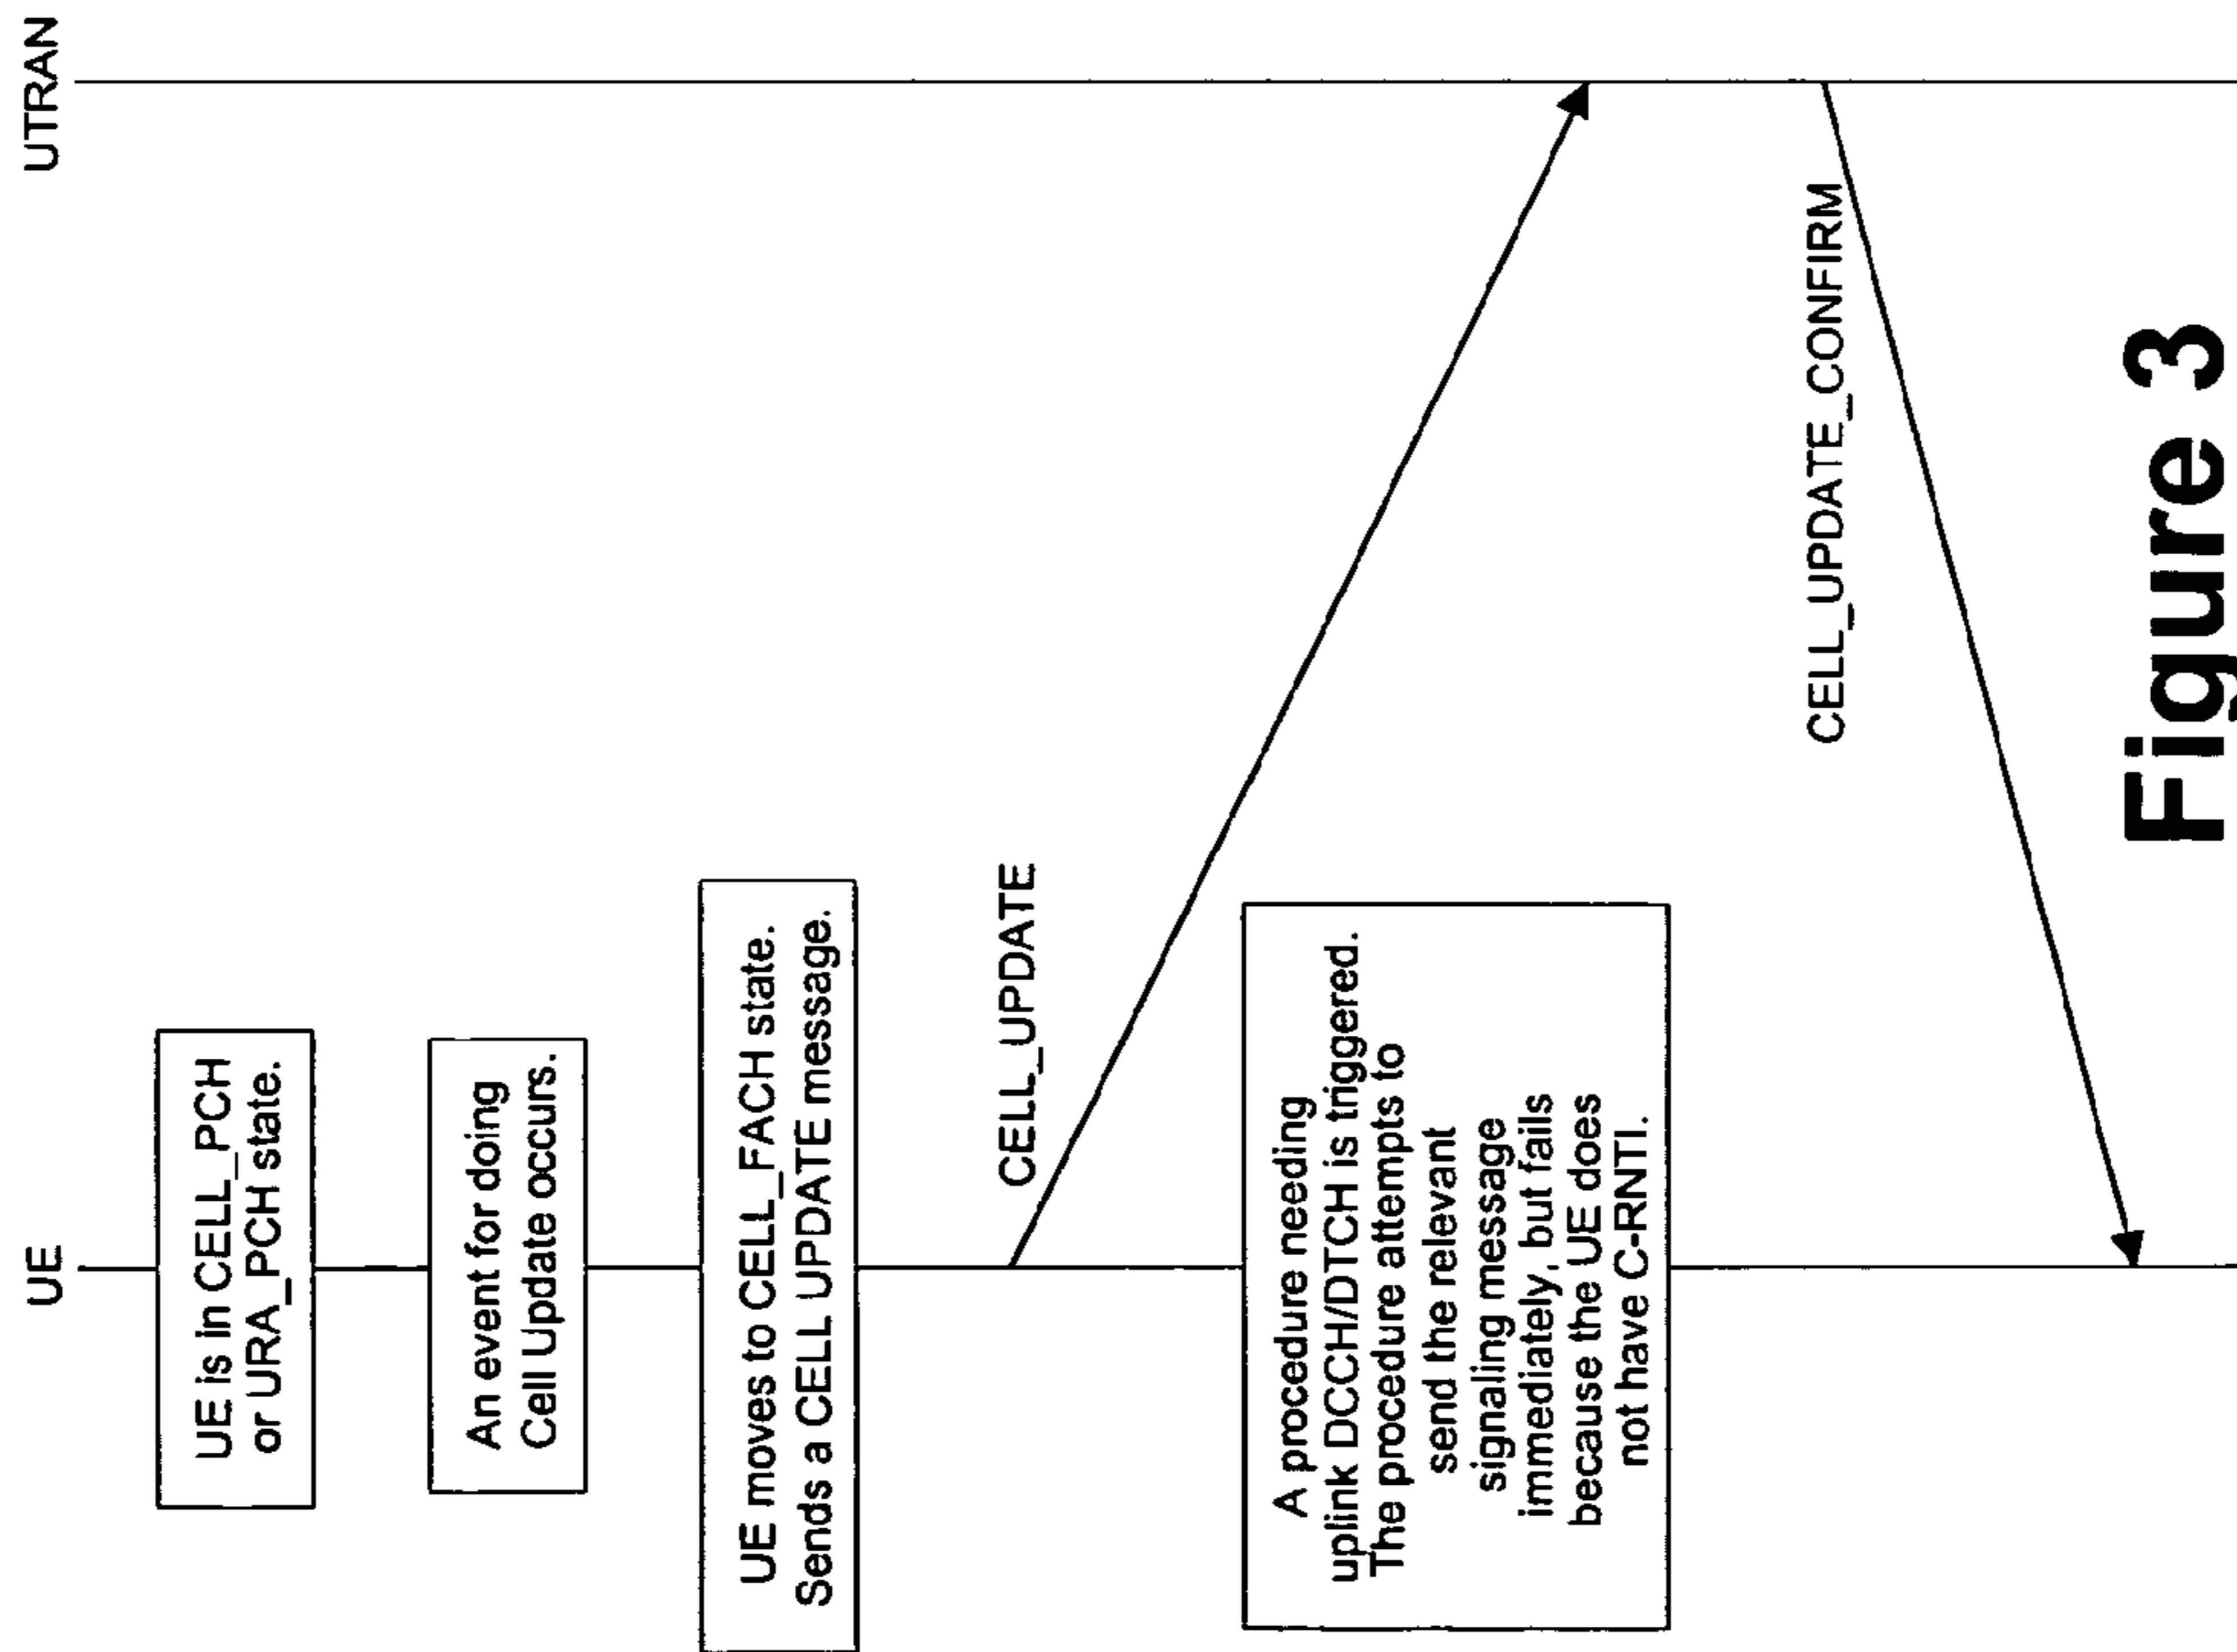 UE
UTRAN
UE is in CELL_PCH
or URA_PCH state.
An event for doing
Cell Update occurs.
UE moves to CELL_FACH state.
Sends a CELL UPDATE message.
CELL_UPDATE
A procedure needing
uplink DCCH/DTCH is triggered.
The procedure attempts to
send the relevant
signaling message
immediately, but fails
because the UE does
not have C-RNTI.
CELL_UPDATE_CONFIRM
Figure 3